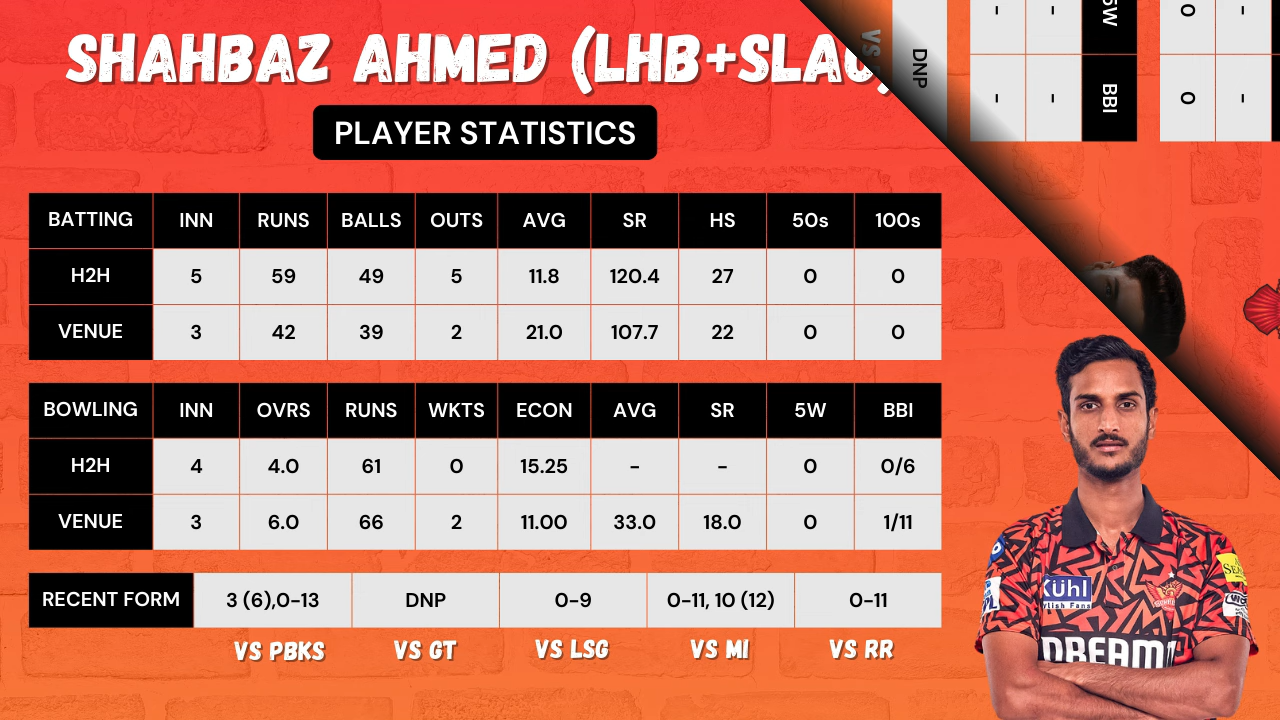 SHAHBAZ AHMED (LHB+SLAO)
PLAYER STATISTICS
BATTING INN RUNS BALLS OUTS AVG SR HS 50s 100s
H2H 5 59 49 5 11.8 120.4 27 0 0
VENUE 3 42 39 2 21.0 107.7 22 0 0
BOWLING INN OVRS RUNS WKTS ECON AVG SR 5W BBI
H2H 4 4.0 61 0 15.25 - - 0 0/6
VENUE 3 6.0 66 2 11.00 33.0 18.0 0 1/11
RECENT FORM 3 (6),0-13 DNP 0-9 0-11, 10 (12) 0-11
VS PBKS VS GT VS LSG VS MI VS RR
VS
DNP
- - 5W 0 -
- - BBI 0 -
Kühl
DREAM11